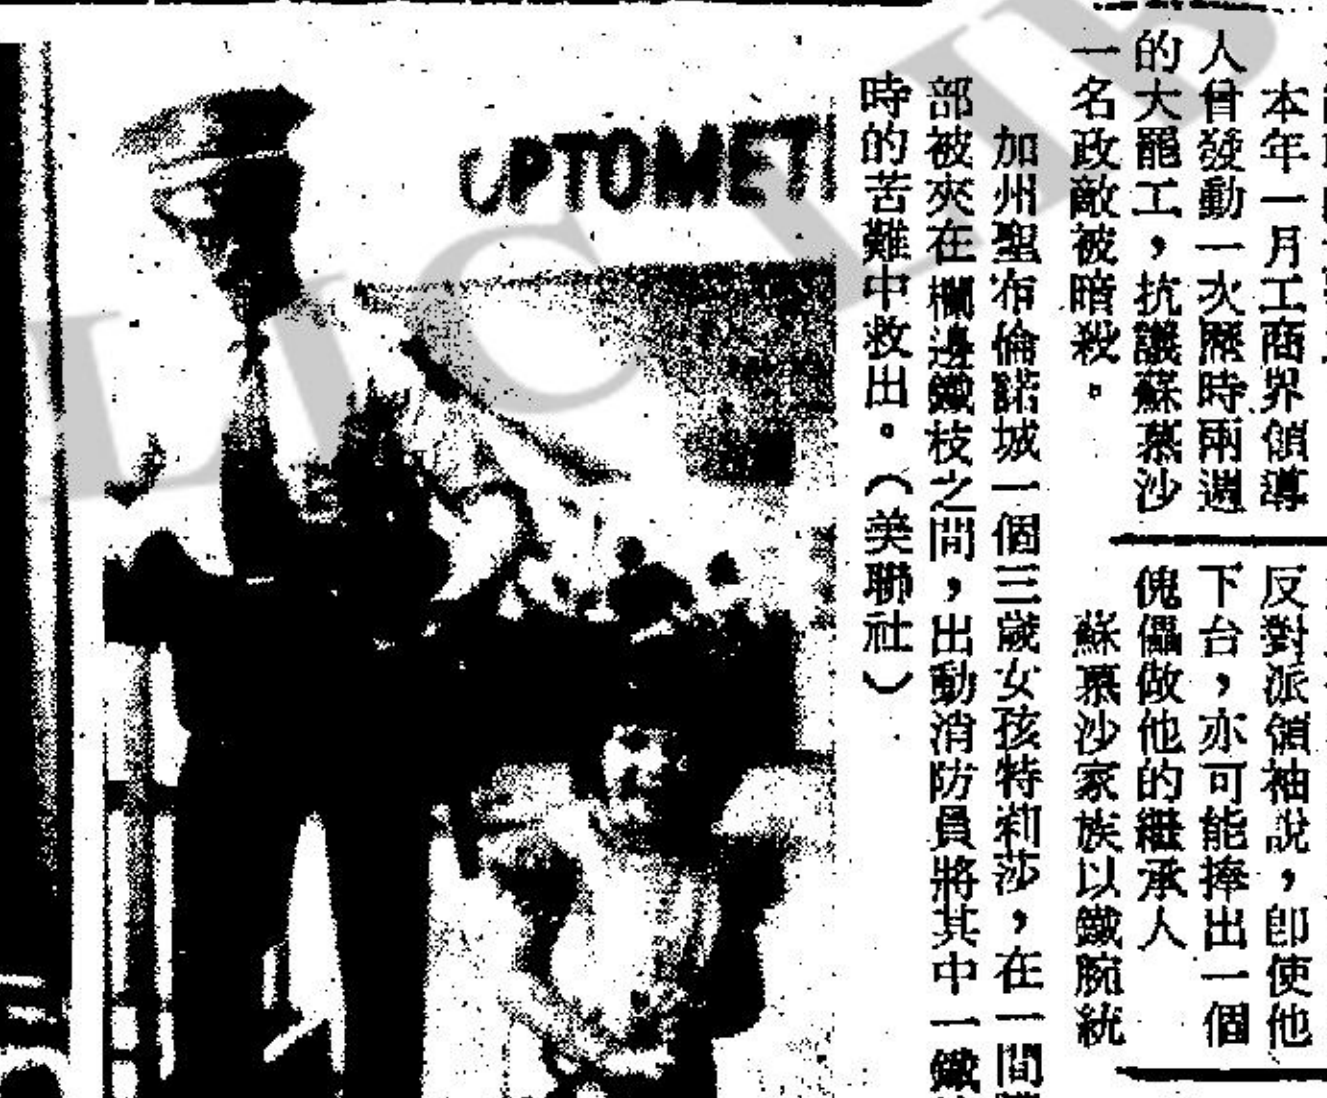 本年一月工商界領導
人曾發動一次歷時兩週
的大罷工，抗議蘇慕沙
一名政敵被暗殺。
反對派領袖說，即使他
下台，亦可能捧出一個
傀儡做他的繼承人
蘇慕沙家族以鐵腕統
加州聖布倫諾城一個三歲女孩特莉莎，在一間
部被夾在欄邊鐵枝之間，出動消防員將其中一鐵
時的苦難中救出。（美聯社）
OPTOMET
LIC LIB